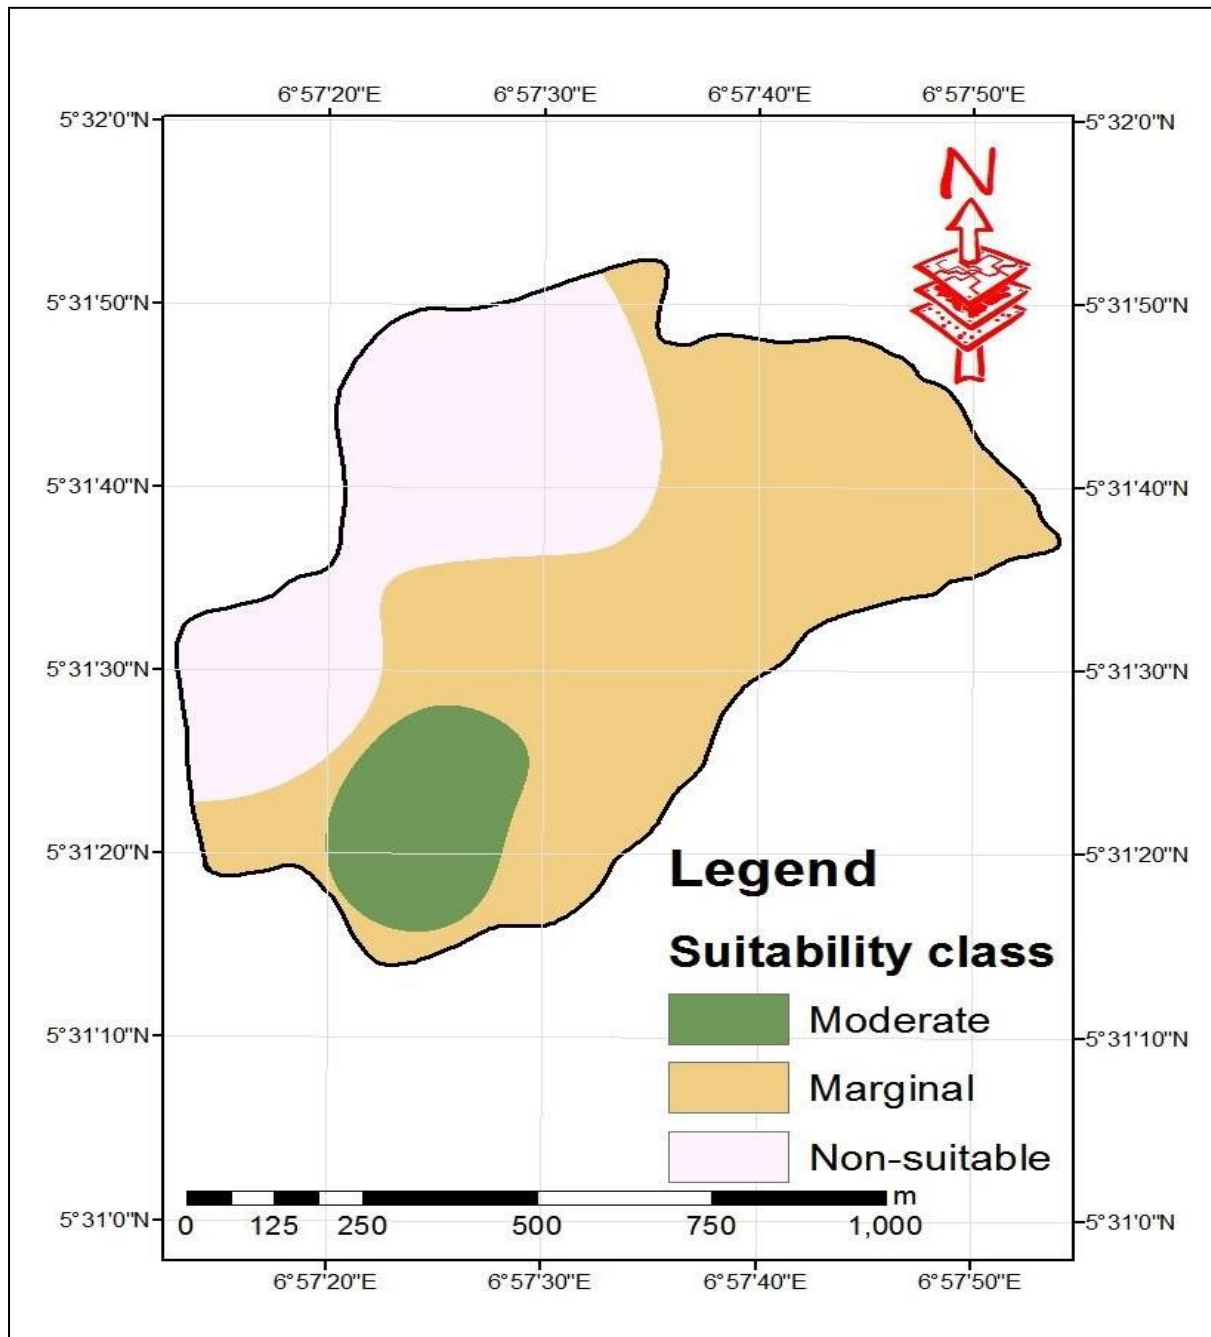 6°57'20"E 6°57'30"E 6°57'40"E 6°57'50"E
5°32'0"N 5°32'0"N
N
5°31'50"N 5°31'50"N
5°31'40"N 5°31'40"N
5°31'30"N 5°31'30"N
5°31'20"N 5°31'20"N
Legend
Suitability class
Moderate
5°31'10"N 5°31'10"N
Marginal
Non-suitable
m
0 125 250 500 750 1,000
5°31'0"N 5°31'0"N
6°57'20"E 6°57'30"E 6°57'40"E 6°57'50"E